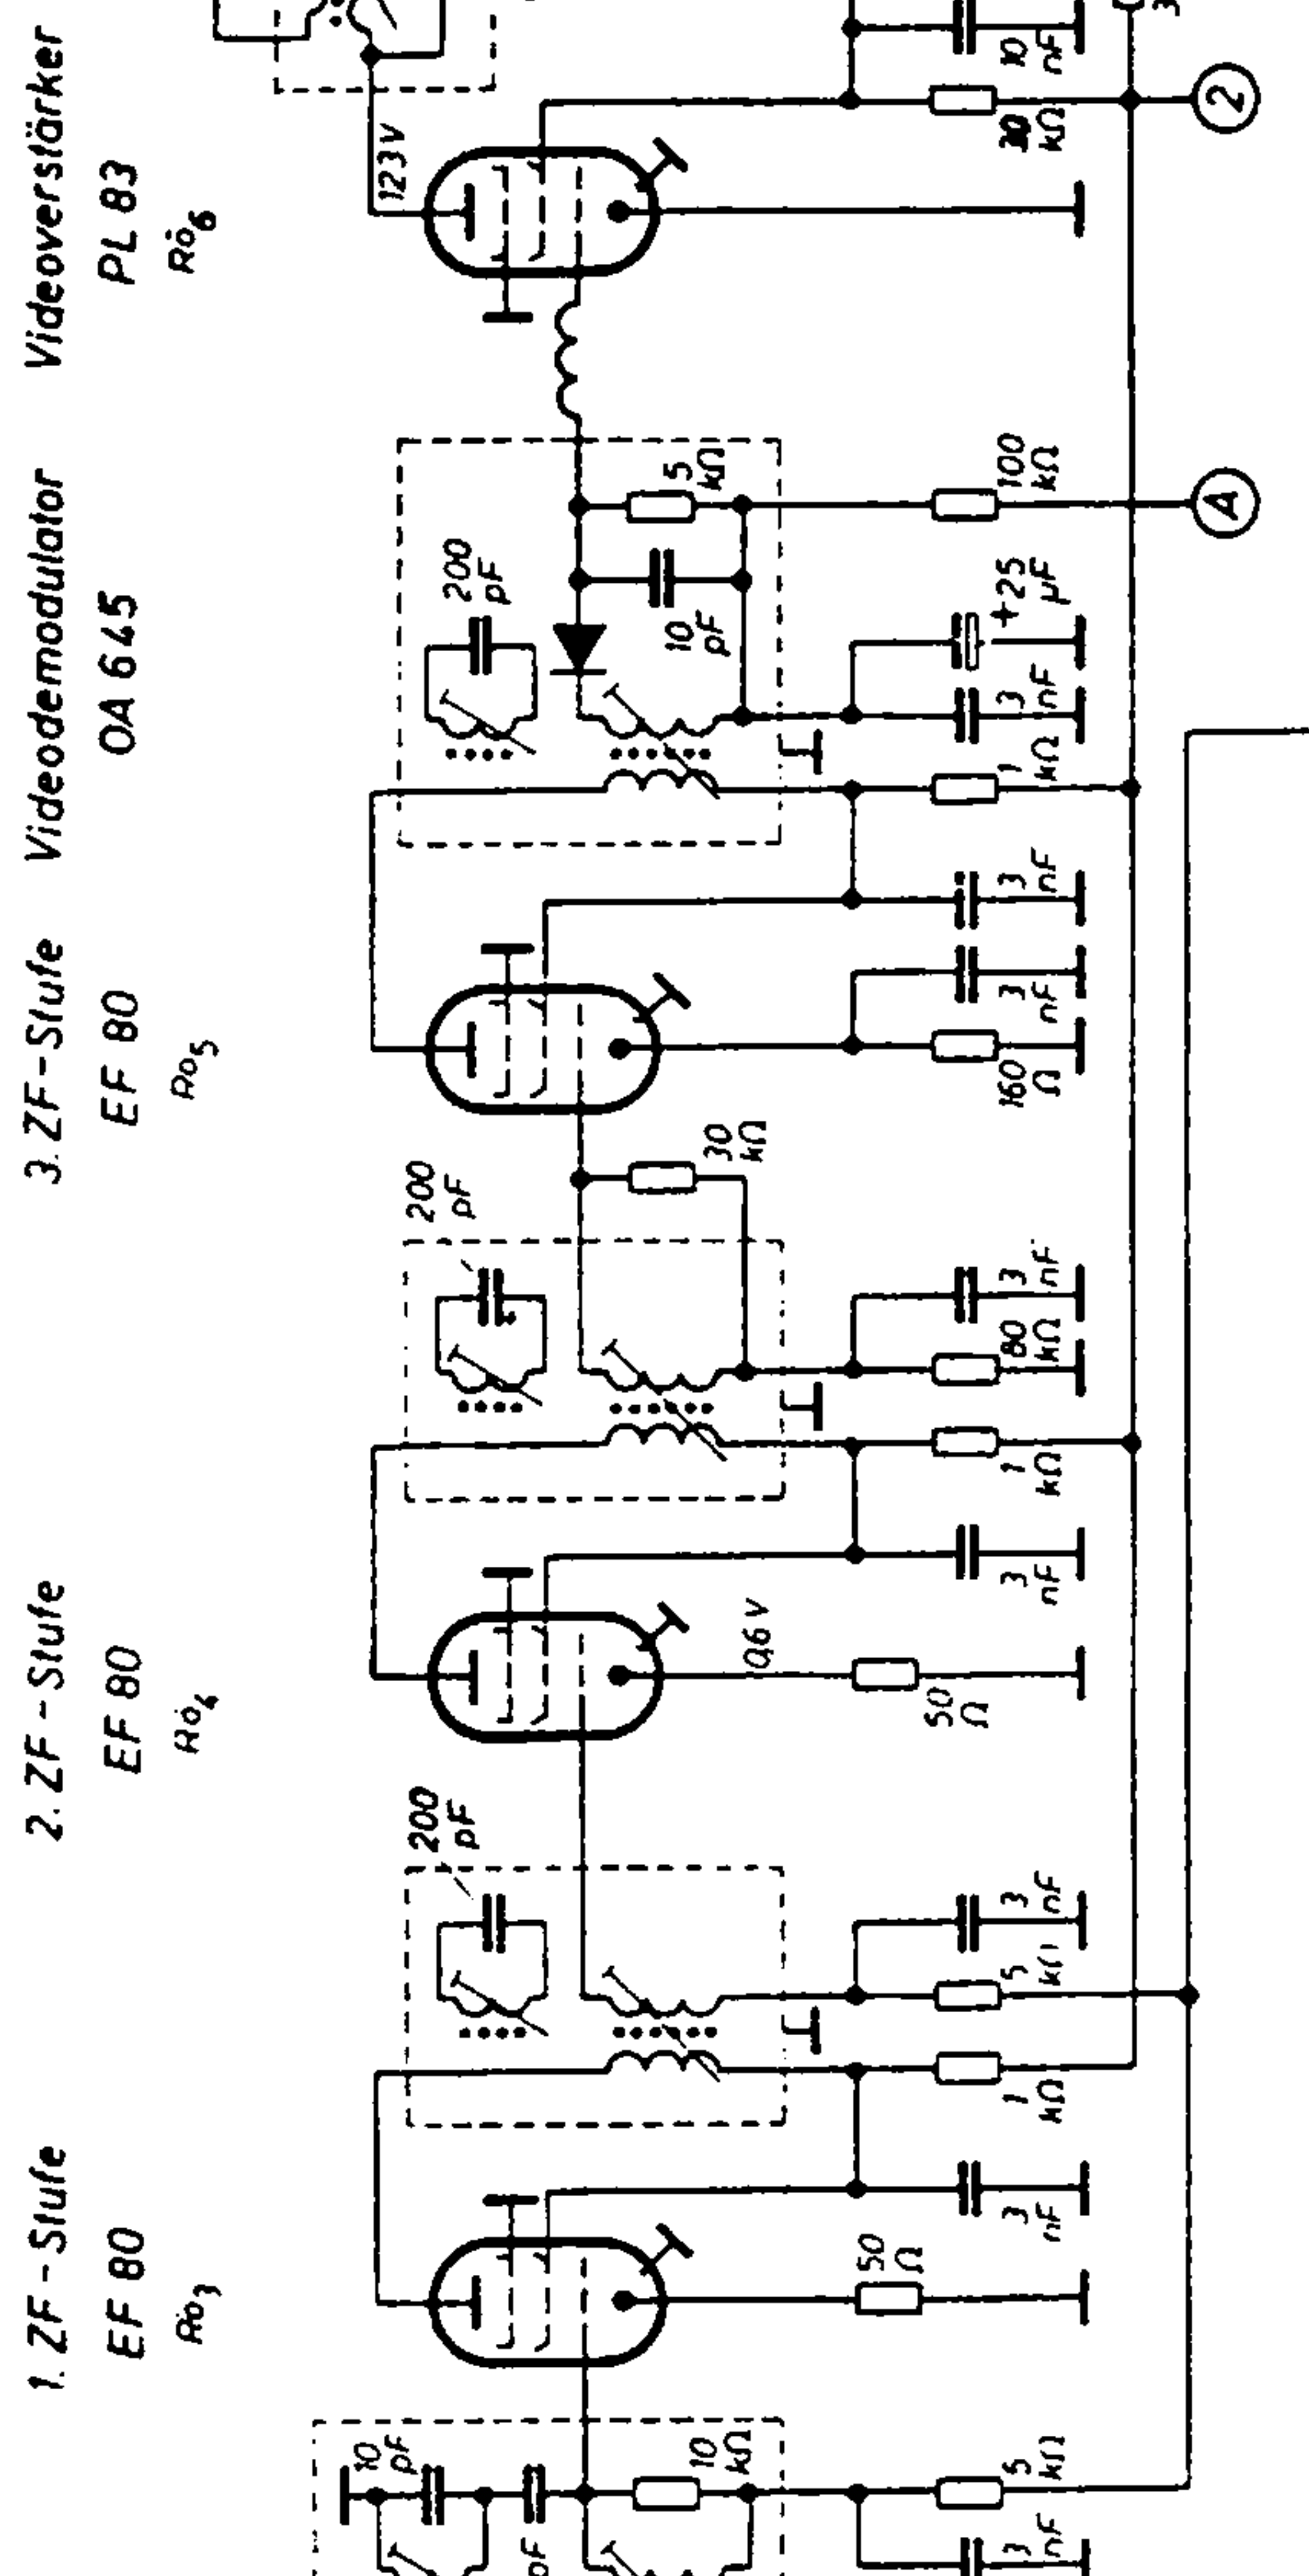 1. ZF-Stufe
EF 80
Rö3
2. ZF-Stufe
EF 80
Rö4
3. ZF-Stufe
EF 80
Rö5
Videodemodulator
OA 645
Videoverstärker
PL 83
Rö6
10
pF
pF
10
kΩ
3
nF
5
kΩ
50
Ω
3
nF
1
kΩ
5
kΩ
3
nF
200
pF
50
Ω
0,6 V
3
nF
1
kΩ
80
kΩ
3
nF
200
pF
30
kΩ
160
Ω
3
nF
3
nF
1
kΩ
3
nF
+25
µF
10
pF
200
pF
5
kΩ
100
kΩ
A
123 V
kΩ
10
nF
2
3